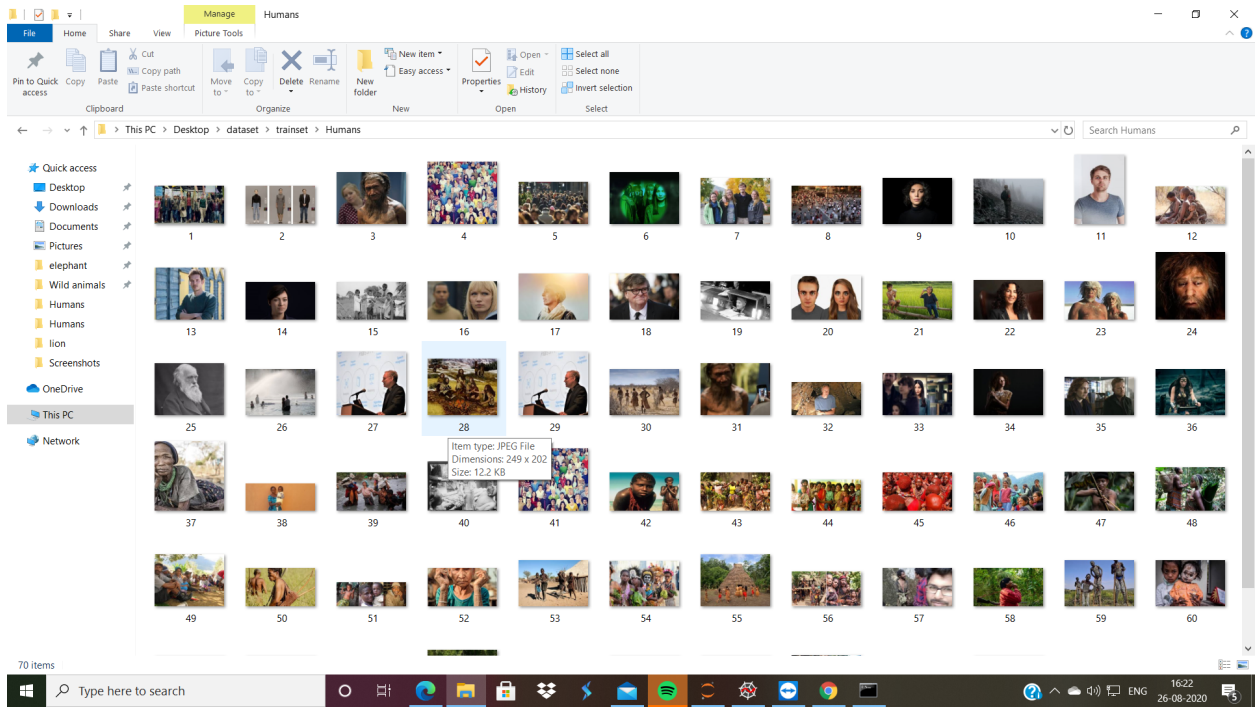 Manage
Humans
File
Home
Share
View
Picture Tools
Pin to Quick access
Copy
Paste
Cut
Copy path
Paste shortcut
Clipboard
Move to
Copy to
Delete
Rename
Organize
New folder
New item
Easy access
New
Properties
Open
Edit
History
Open
Select all
Select none
Invert selection
Select
This PC > Desktop > dataset > trainset > Humans
Search Humans
Quick access
Desktop
Downloads
Documents
Pictures
elephant
Wild animals
Humans
Humans
lion
Screenshots
OneDrive
This PC
Network
1 2 3 4 5 6 7 8 9 10 11 12
13 14 15 16 17 18 19 20 21 22 23 24
25 26 27 28 29 30 31 32 33 34 35 36
Item type: JPEG File
Dimensions: 249 x 202
Size: 12.2 KB
37 38 39 40 41 42 43 44 45 46 47 48
49 50 51 52 53 54 55 56 57 58 59 60
70 items
Type here to search
ENG
16:22
26-08-2020
5